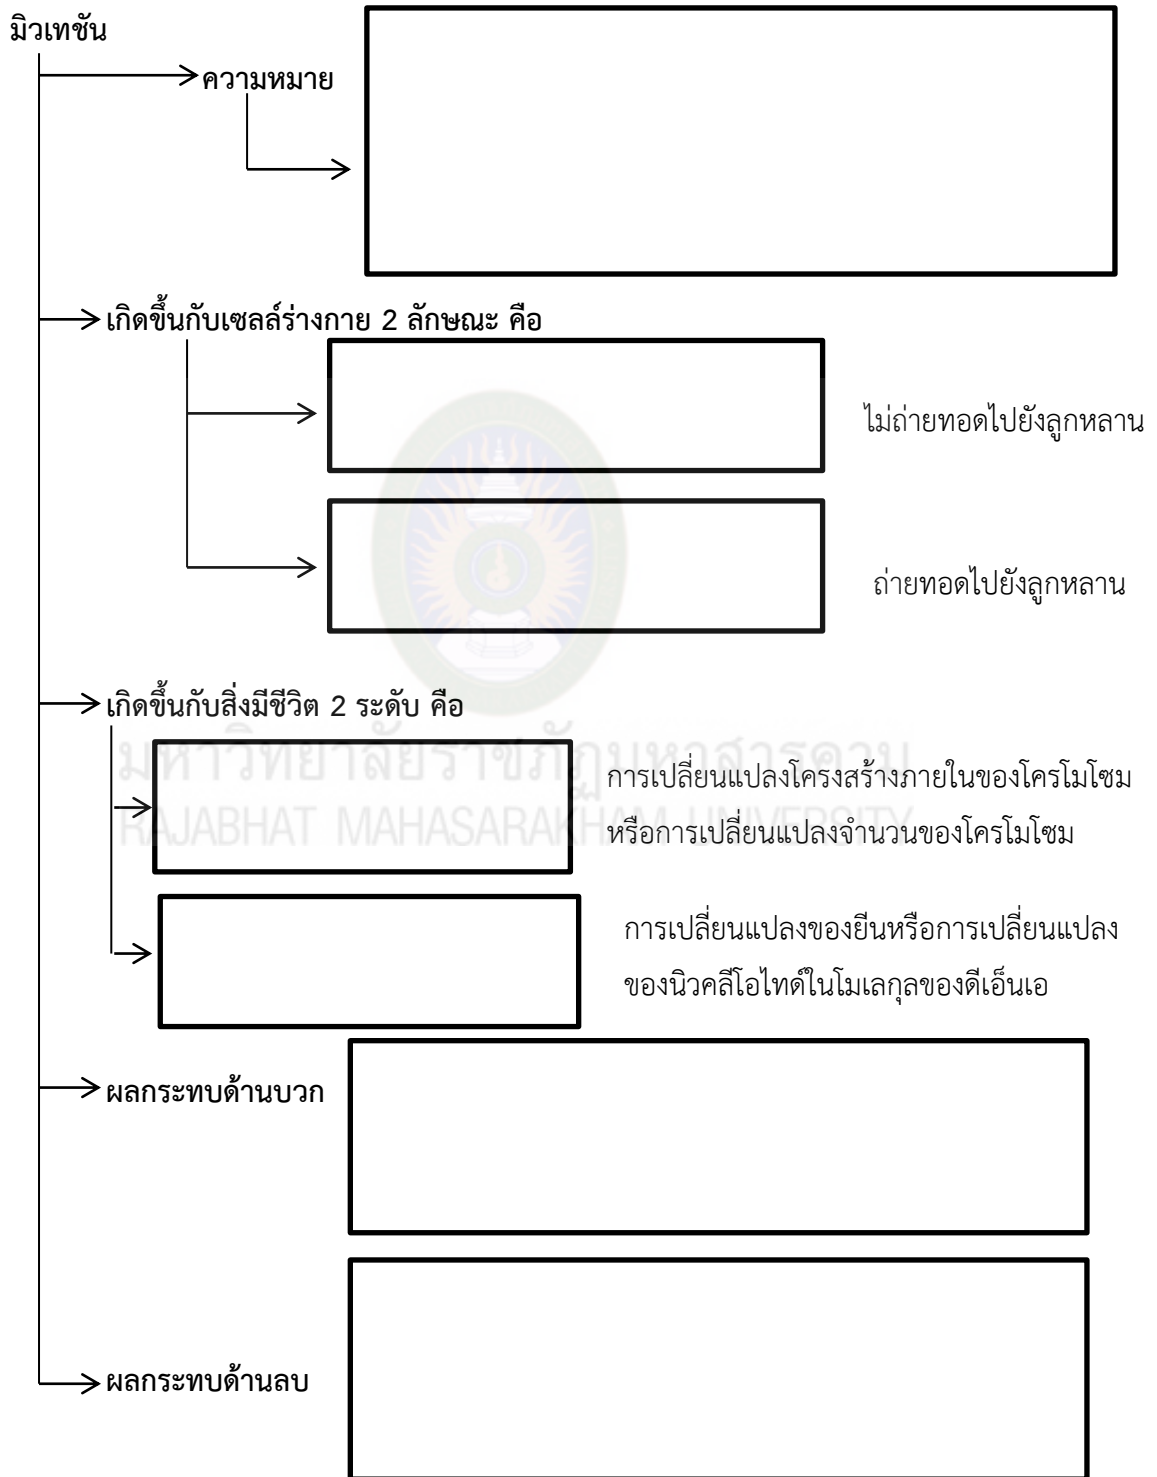 มิวเทชัน
ความหมาย
เกิดขึ้นกับเซลล์ร่างกาย 2 ลักษณะ คือ
ไม่ถ่ายทอดไปยังลูกหลาน
ถ่ายทอดไปยังลูกหลาน
เกิดขึ้นกับสิ่งมีชีวิต 2 ระดับ คือ
มหาวิทยาลัยราชภัฏมหาสารคาม
RAJABHAT MAHASARAKHAM UNIVERSITY
การเปลี่ยนแปลงโครงสร้างภายในของโครโมโซม
หรือการเปลี่ยนแปลงจำนวนของโครโมโซม
การเปลี่ยนแปลงของยีนหรือการเปลี่ยนแปลง
ของนิวคลีโอไทด์ในโมเลกุลของดีเอ็นเอ
ผลกระทบด้านบวก
ผลกระทบด้านลบ